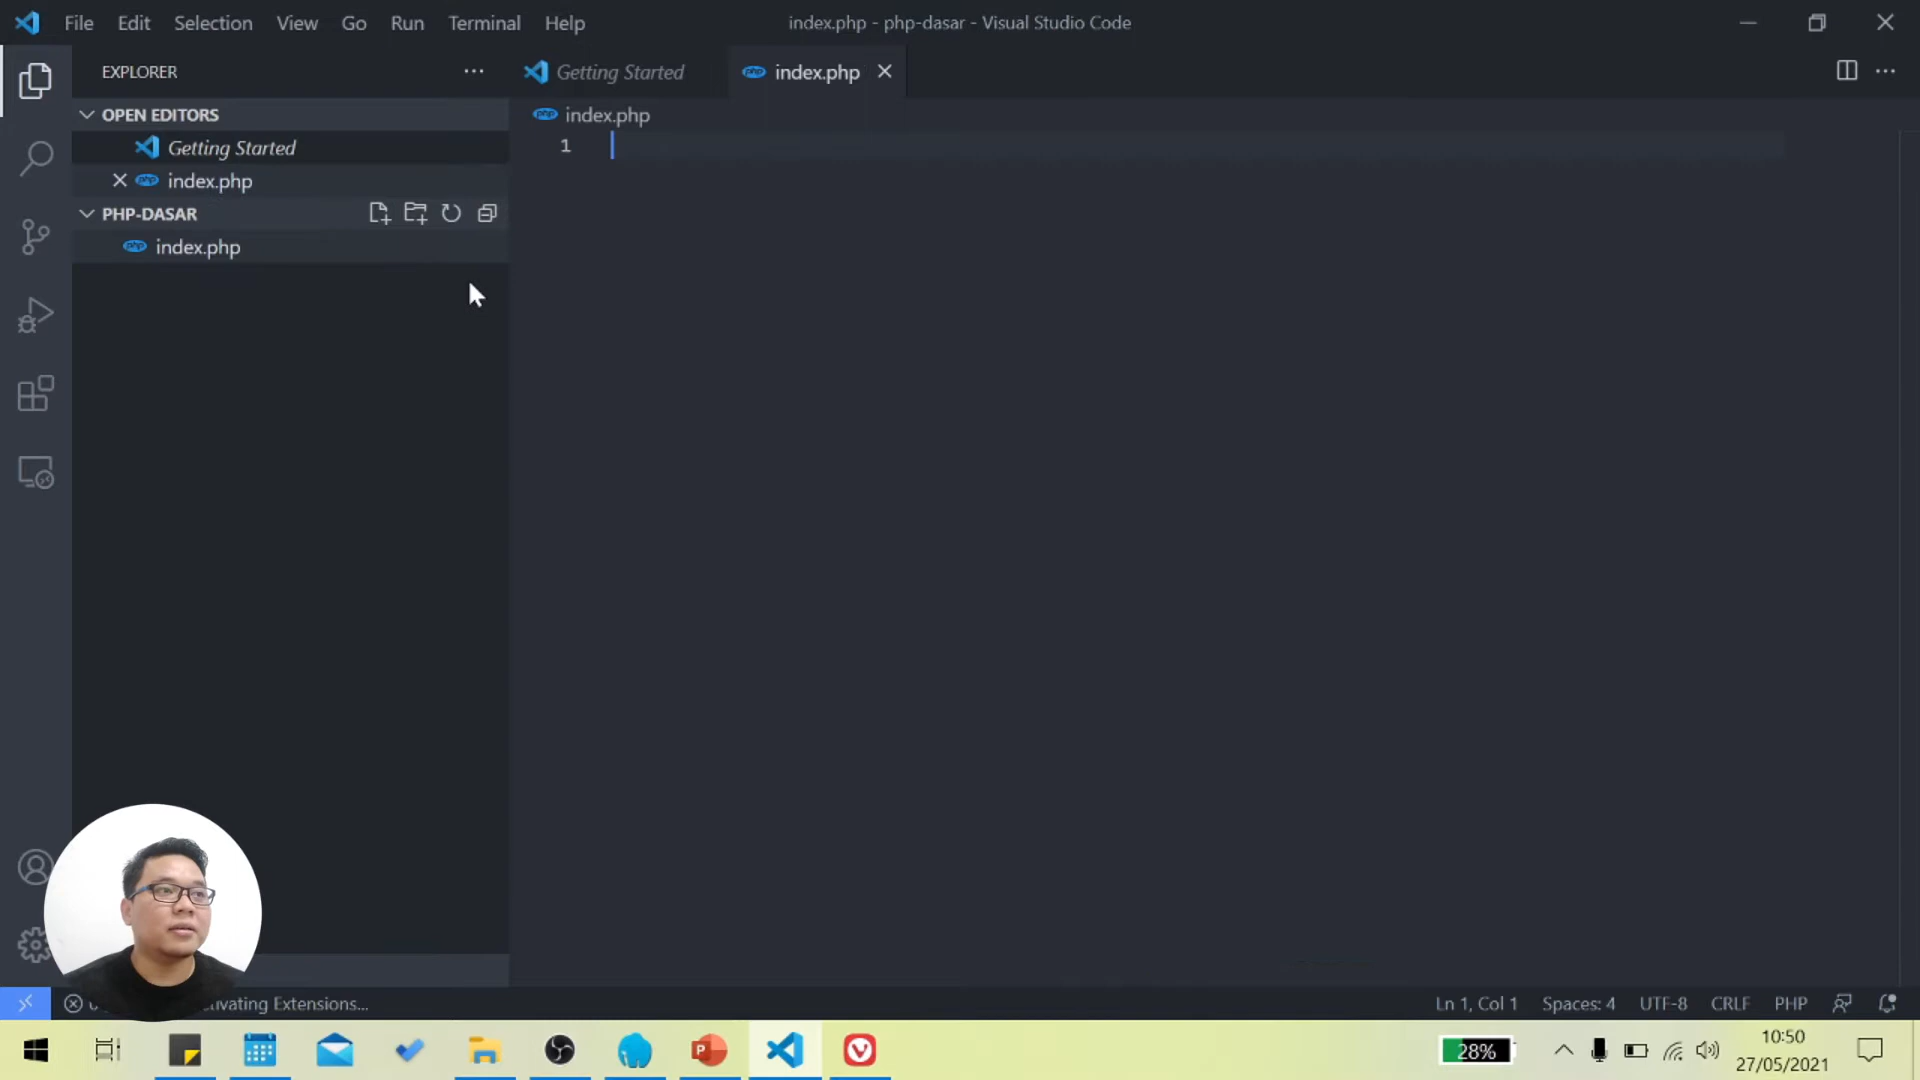 File Edit Selection View Go Run Terminal Help
index.php - php-dasar - Visual Studio Code
EXPLORER
Getting Started
index.php
OPEN EDITORS
index.php
1
Getting Started
index.php
PHP-DASAR
index.php
Extensions...
Ln 1, Col 1 Spaces: 4 UTF-8 CRLF PHP
28%
10:50
27/05/2021